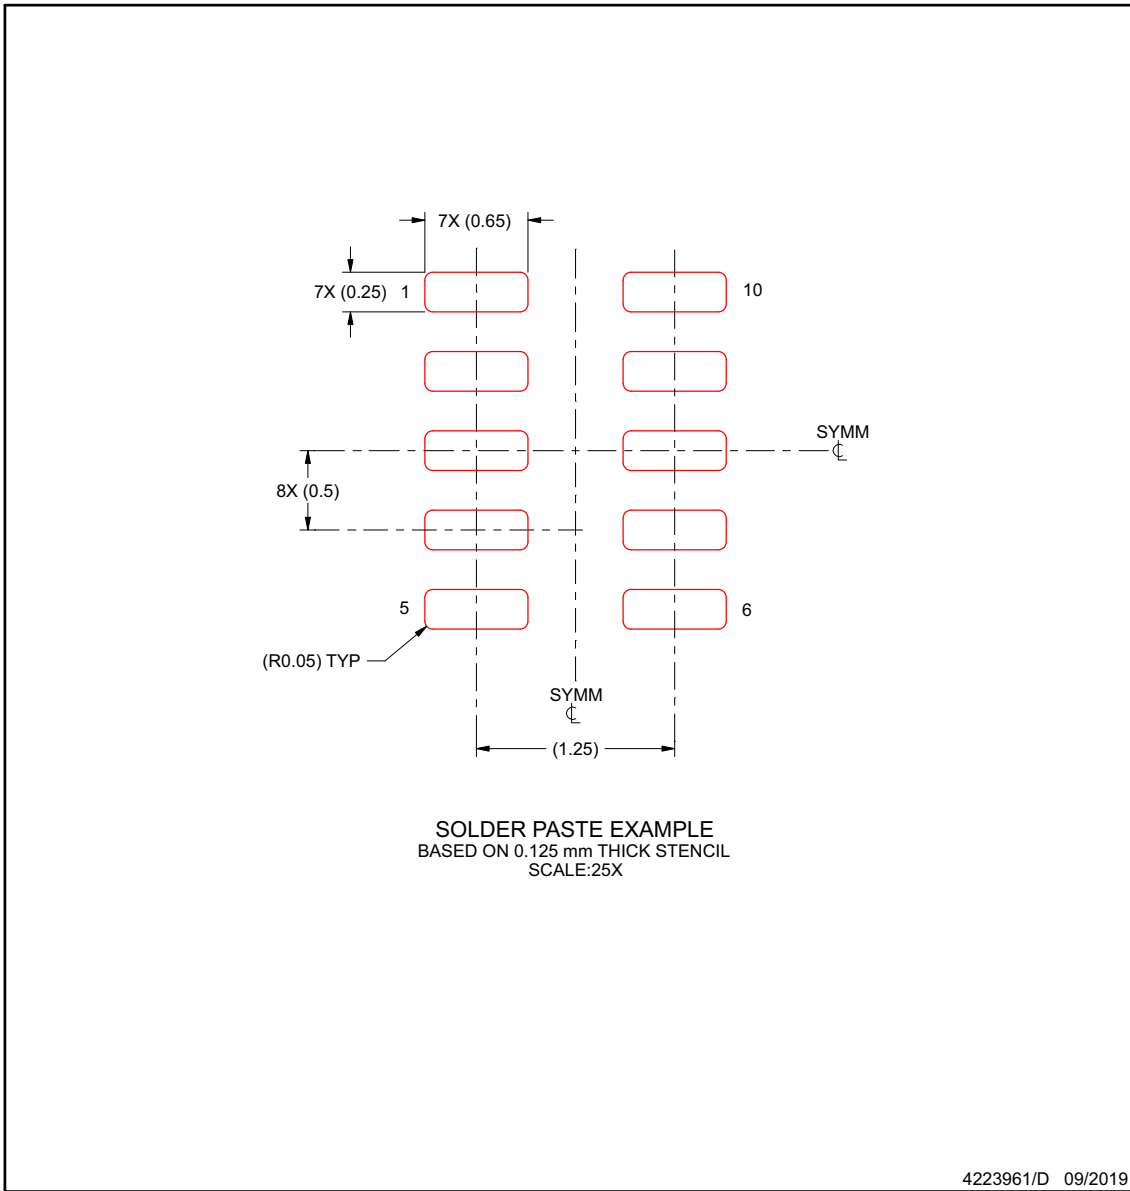 7X (0.65)
7X (0.25)
1
10
SYMM
℄
8X (0.5)
5
6
(R0.05) TYP
SYMM
℄
(1.25)
SOLDER PASTE EXAMPLE
BASED ON 0.125 mm THICK STENCIL
SCALE:25X
4223961/D 09/2019